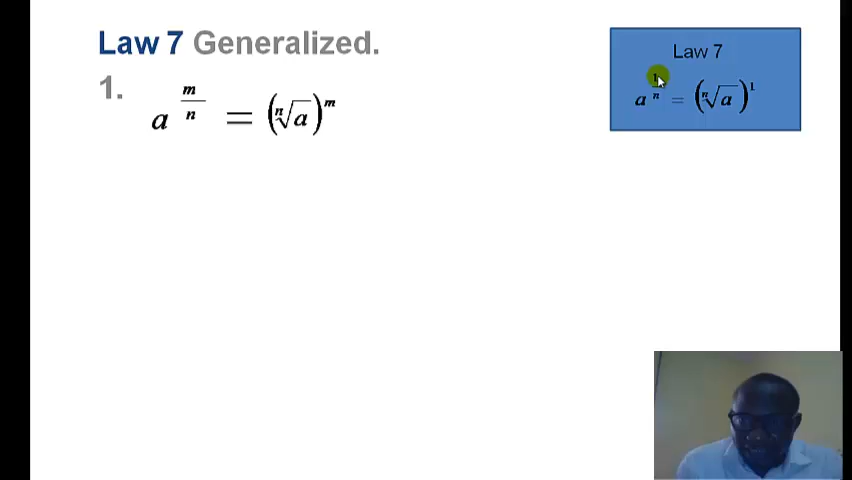 Law 7 Generalized.
1. a^(m/n) = (ⁿ√a)^m
Law 7
a^(1/n) = (ⁿ√a)^1